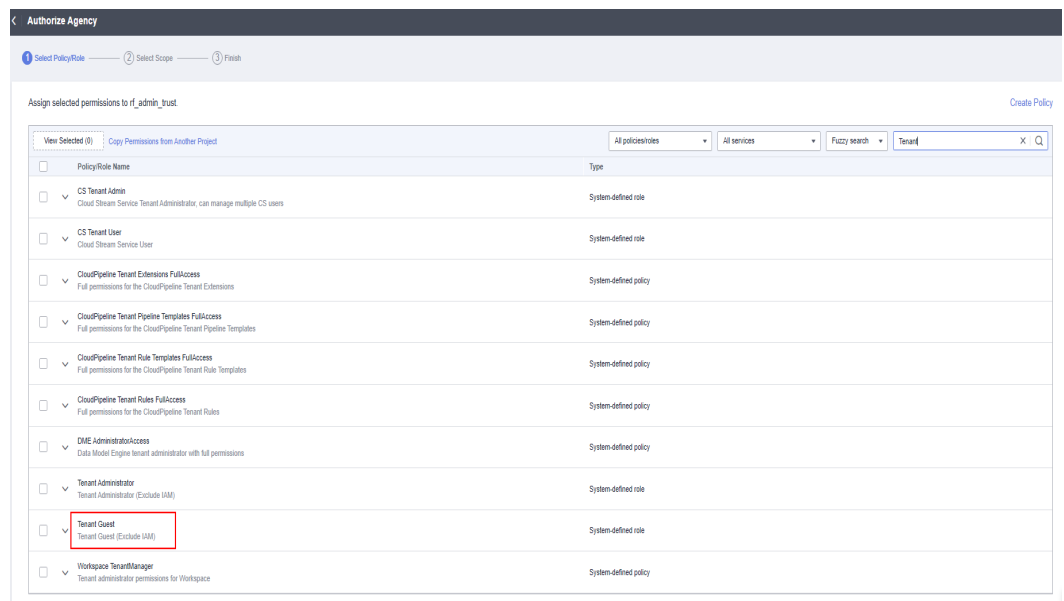 Authorize Agency
1 Select Policy/Role 2 Select Scope 3 Finish
Assign selected permissions to rf_admin_trust. Create Policy
View Selected (0) Copy Permissions from Another Project All policies/roles All services Fuzzy search Tenant X
Policy/Role Name Type
CS Tenant Admin
Cloud Stream Service Tenant Administrator, can manage multiple CS users
System-defined role
CS Tenant User
Cloud Stream Service User
System-defined role
CloudPipeline Tenant Extensions FullAccess
Full permissions for the CloudPipeline Tenant Extensions
System-defined policy
CloudPipeline Tenant Pipeline Templates FullAccess
Full permissions for the CloudPipeline Tenant Pipeline Templates
System-defined policy
CloudPipeline Tenant Rule Templates FullAccess
Full permissions for the CloudPipeline Tenant Rule Templates
System-defined policy
CloudPipeline Tenant Rules FullAccess
Full permissions for the CloudPipeline Tenant Rules
System-defined policy
DME AdministratorAccess
Data Model Engine tenant administrator with full permissions
System-defined policy
Tenant Administrator
Tenant Administrator (Exclude IAM)
System-defined role
Tenant Guest
Tenant Guest (Exclude IAM)
System-defined role
Workspace TenantManager
Tenant administrator permissions for Workspace
System-defined policy